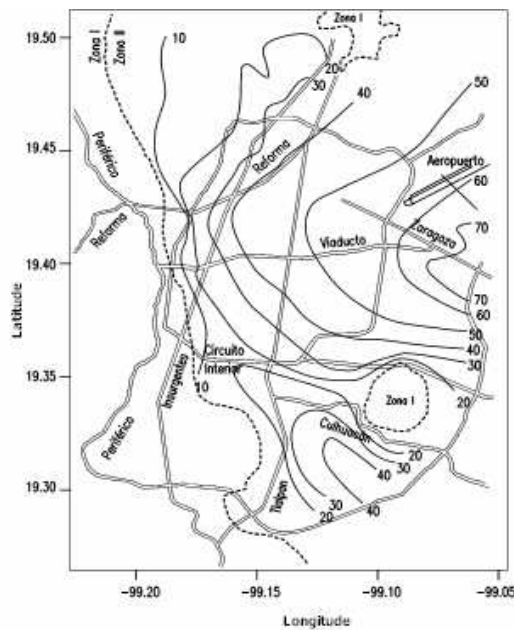 Zona I
19.50
Zona I
Zona II
10
20
30
40
50
Periférico
19.45
Reforma
Aeropuerto
60
Reforma
70
Zaragoza
Viaducto
19.40
Latitude
70
60
50
40
Circuito
Interior
30
19.35
10
Insurgentes
20
Zona I
Periférico
Culhuacán
20
30
40
19.30
Tlalpan
30
40
20
-99.20
-99.15
-99.10
-99.05
Longitude